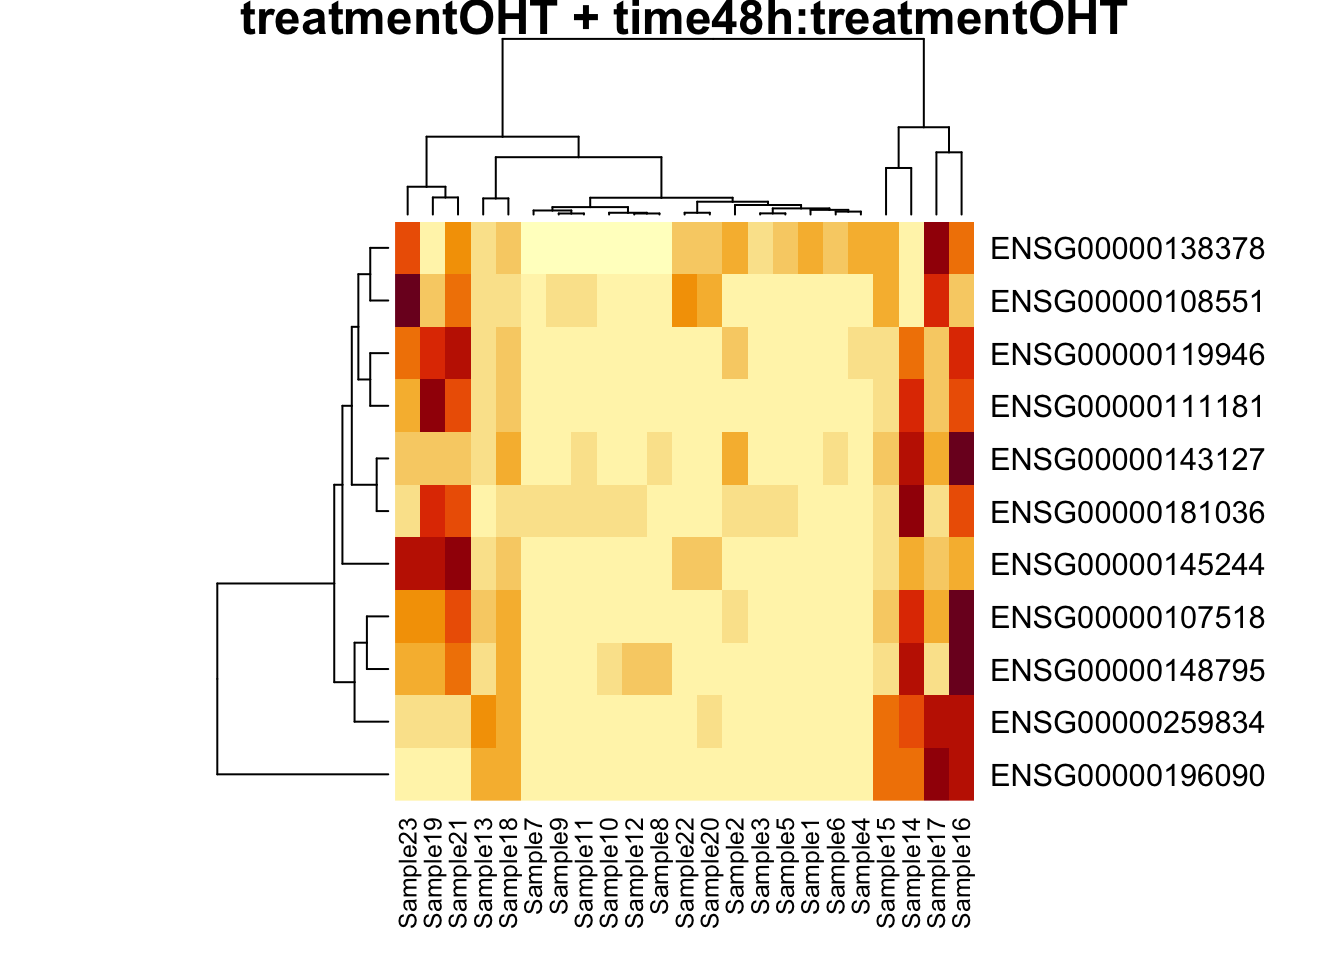 treatmentOHT + time48h:treatmentOHT
ENSG00000138378
ENSG00000108551
ENSG00000119946
ENSG00000111181
ENSG00000143127
ENSG00000181036
ENSG00000145244
ENSG00000107518
ENSG00000148795
ENSG00000259834
ENSG00000196090
Sample23
Sample19
Sample21
Sample13
Sample18
Sample7
Sample9
Sample11
Sample10
Sample12
Sample8
Sample22
Sample20
Sample2
Sample3
Sample5
Sample1
Sample6
Sample4
Sample15
Sample14
Sample17
Sample16